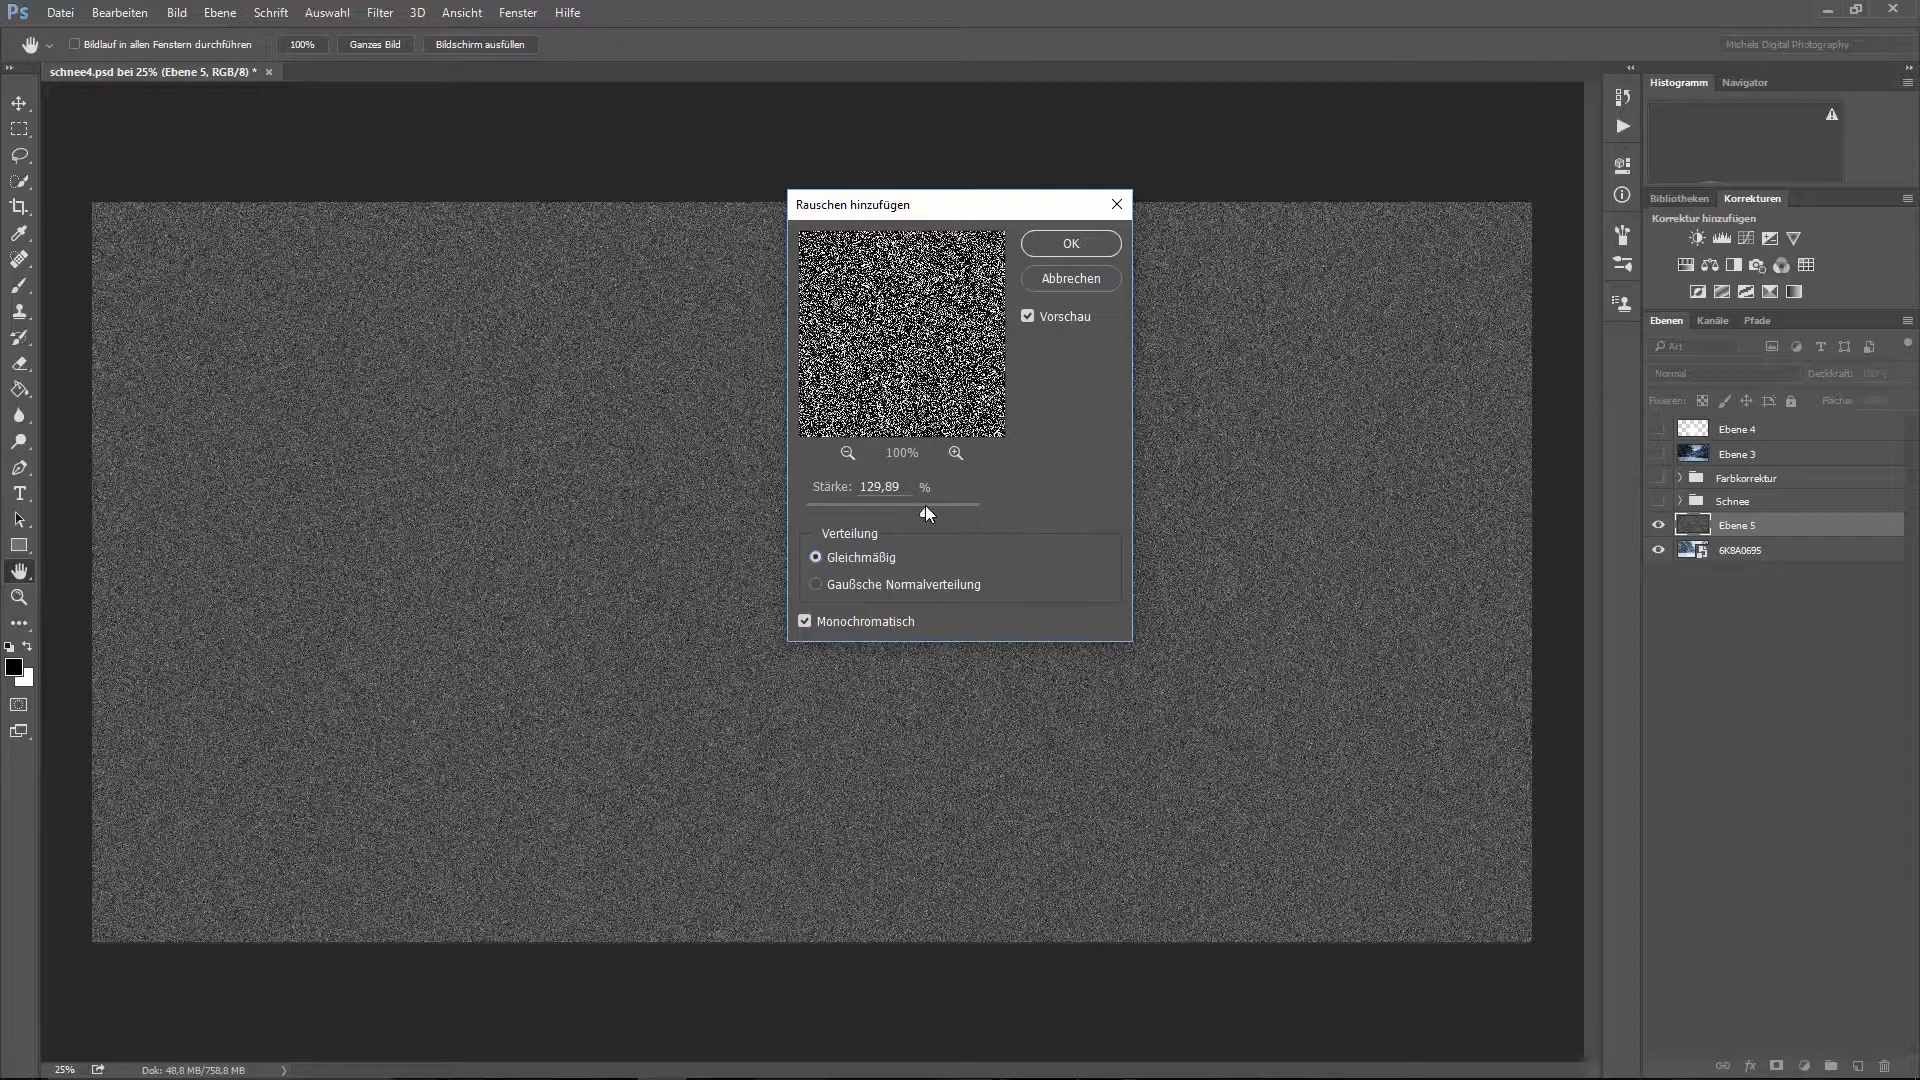 Ps Datei Bearbeiten Bild Ebene Schrift Auswahl Filter 3D Ansicht Fenster Hilfe
Bildlauf in allen Fenstern durchführen 100% Ganzes Bild Bildschirm ausfüllen Michels Digital Photography
schnee4.psd bei 25% (Ebene 5, RGB/8) * ×
Histogramm Navigator
Rauschen hinzufügen
OK
Abbrechen
Vorschau
100%
Stärke: 129,89 %
Verteilung
Gleichmäßig
Gaußsche Normalverteilung
Monochromatisch
Bibliotheken Korrekturen
Korrektur hinzufügen
Ebenen Kanäle Pfade
Art
Normal Deckkraft: 100%
Fixieren: Fläche:
Ebene 4
Ebene 3
Farbkorrektur
Schnee
Ebene 5
6K8A0695
25% Dok: 48,8 MB/758,8 MB
fx